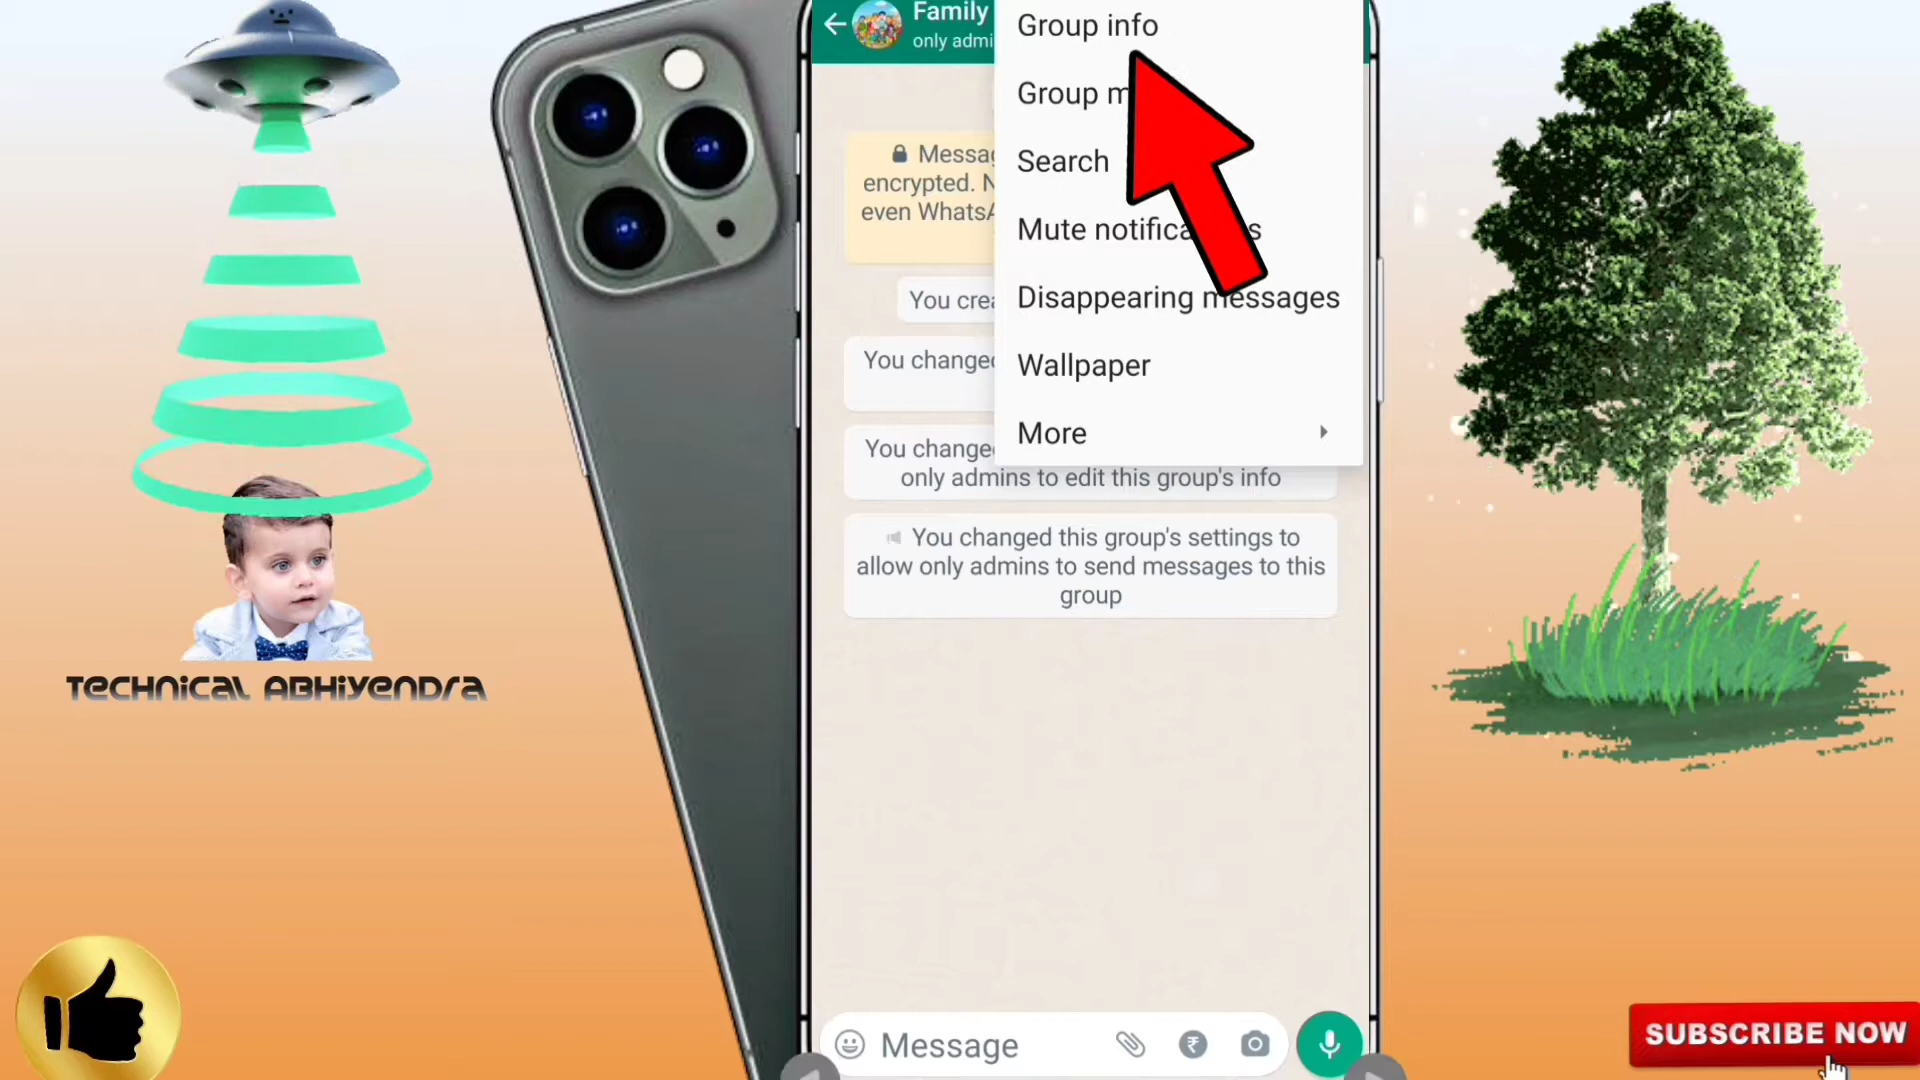 Family
only admi
Group info
Group m
Search
Mute notifica s
Disappearing messages
Wallpaper
More
Messag
encrypted. N
even WhatsA
You crea
You change
You change
only admins to edit this group's info
You changed this group's settings to
allow only admins to send messages to this
group
Message
TECHNICAL ABHIYENDRA
SUBSCRIBE NOW